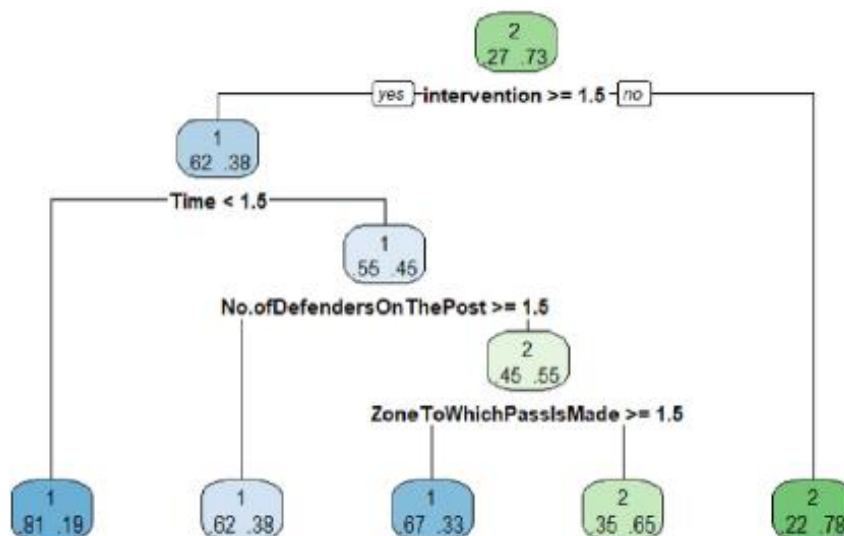 2
.27 .73
yes intervention >= 1.5 no
1
.62 .38
Time < 1.5
1
.55 .45
No.ofDefendersOnThePost >= 1.5
2
.45 .55
ZoneToWhichPassIsMade >= 1.5
1 1 1 2 2
.81 .19 .62 .38 .67 .33 .35 .65 .22 .78